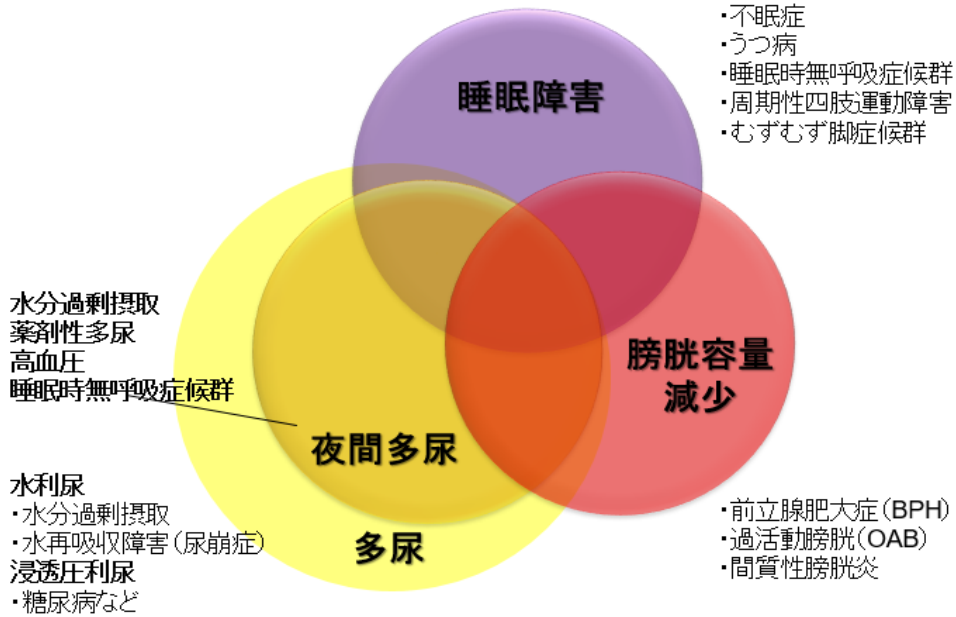 睡眠障害
・不眠症
・うつ病
・睡眠時無呼吸症候群
・周期性四肢運動障害
・むずむず脚症候群
水分過剰摂取
薬剤性多尿
高血圧
睡眠時無呼吸症候群
夜間多尿
膀胱容量
減少
水利尿
・水分過剰摂取
・水再吸収障害(尿崩症)
浸透圧利尿
・糖尿病など
多尿
・前立腺肥大症(BPH)
・過活動膀胱(OAB)
・間質性膀胱炎